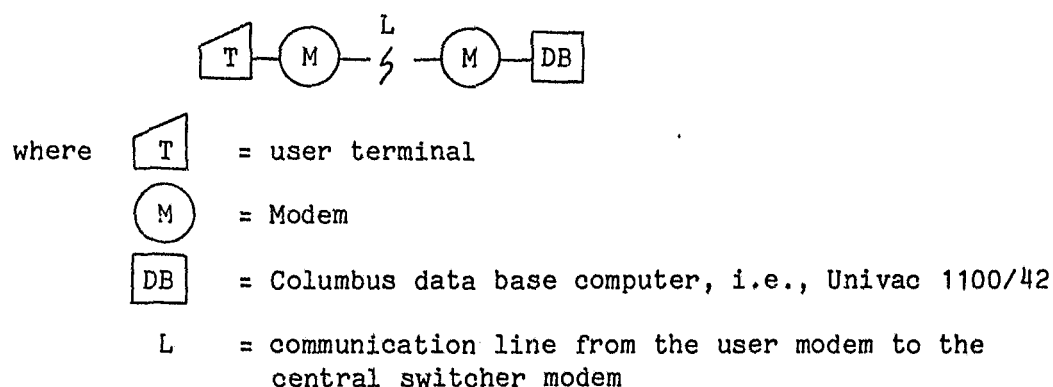 L
T M M DB
where T = user terminal
M = Modem
DB = Columbus data base computer, i.e., Univac 1100/42
L = communication line from the user modem to the
central switcher modem